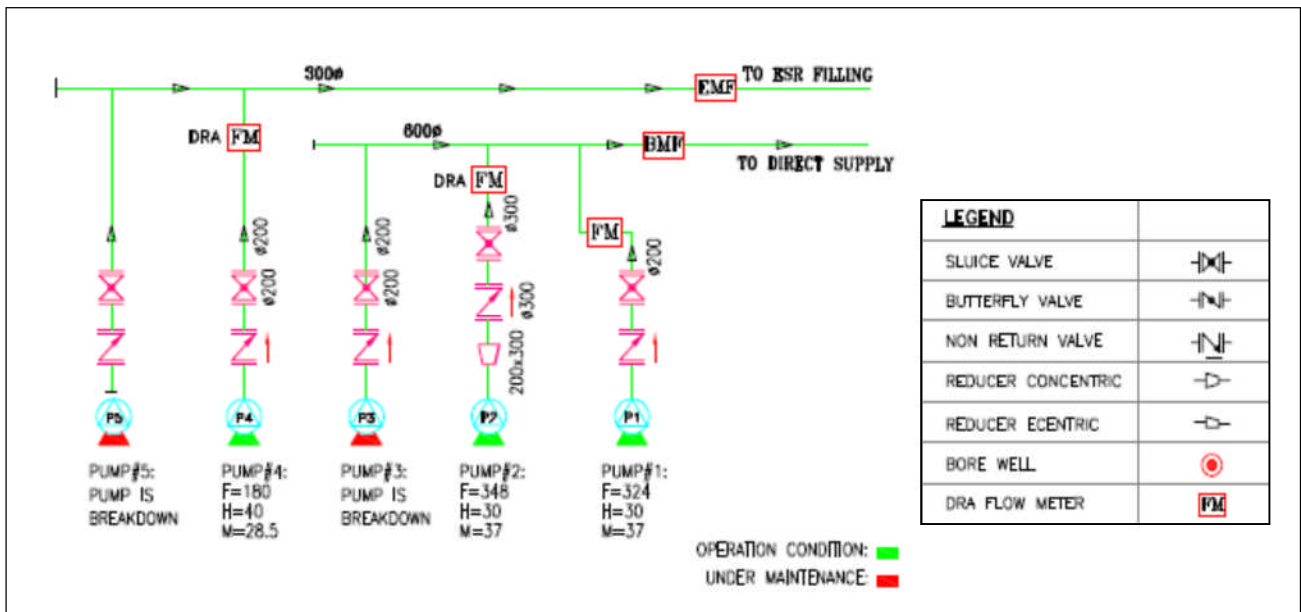 300ø
EMF
TO ESR FILLING
DRA FM
600ø
BMF
TO DIRECT SUPPLY
DRA FM
FM
ø200
ø200
ø200
ø200
ø300
ø300
200x300
ø200
P5
P4
P3
P2
P1
PUMP#5:
PUMP IS
BREAKDOWN
PUMP#4:
F=180
H=40
M=28.5
PUMP#3:
PUMP IS
BREAKDOWN
PUMP#2:
F=348
H=30
M=37
PUMP#1:
F=324
H=30
M=37
OPERATION CONDITION:
UNDER MAINTENANCE:
LEGEND
SLUICE VALVE
BUTTERFLY VALVE
NON RETURN VALVE
REDUCER CONCENTRIC
REDUCER ECENTRIC
BORE WELL
DRA FLOW METER
FM